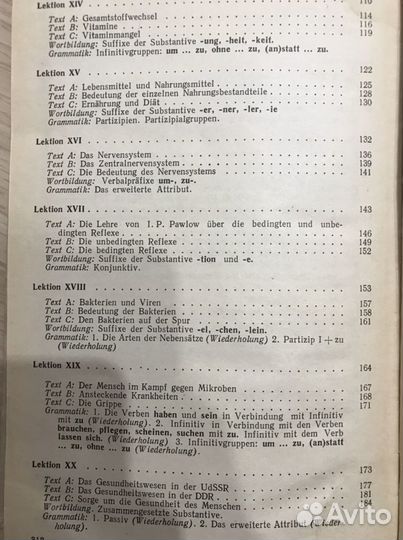 Lektion XIV . . . 110
Text A: Gesamtstoffwechsel . . . 114
Text B: Vitamine . . . 116
Text C: Vitaminmangel . . . 119
Wortbildung: Suffixe der Substantive -ung, -heit, -keit.
Grammatik: Infinitivgruppen: um ... zu, ohne ... zu, (an)statt ... zu.
Lektion XV . . . 122
Text A: Lebensmittel und Nahrungsmittel . . . 125
Text B: Bedeutung der einzelnen Nahrungsbestandteile . . . 128
Text C: Ernährung und Diät . . . 130
Wortbildung: Suffixe der Substantive -er, -ner, -ler, -ie
Grammatik: Partizipien. Partizipialgruppen.
Lektion XVI . . . 132
Text A: Das Nervensystem . . . 136
Text B: Das Zentralnervensystem . . . 139
Text C: Die Bedeutung des Nervensystems . . . 141
Wortbildung: Verbalpräfixe um-, zu-.
Grammatik: Das erweiterte Attribut.
Lektion XVII . . . 143
Text A: Die Lehre von I. P. Pawlow über die bedingten und unbe-
dingten Reflexe . . . 146
Text B: Die unbedingten Reflexe . . . 149
Text C: Die bedingten Reflexe . . . 152
Wortbildung: Suffixe der Substantive -tion und -e.
Grammatik: Konjunktiv.
Lektion XVIII . . . 153
Text A: Bakterien und Viren . . . 157
Text B: Bedeutung der Bakterien . . . 158
Text C: Den Bakterien auf der Spur . . . 161
Wortbildung: Suffixe der Substantive -el, -chen, -lein.
Grammatik: 1. Die Arten der Nebensätze (Wiederholung) 2. Partizip I + zu
(Wiederholung)
Lektion XIX . . . 164
Text A: Der Mensch im Kampf gegen Mikroben . . . 167
Text B: Ansteckende Krankheiten . . . 168
Text C: Die Grippe . . . 171
Grammatik: 1. Die Verben haben und sein in Verbindung mit Infinitiv
mit zu (Wiederholung). 2. Infinitiv in Verbindung mit den Verben
brauchen, pflegen, scheinen, suchen mit zu. Infinitiv mit dem Verb
lassen sich. (Wiederholung) 3. Infinitivgruppen: um ... zu, (an)statt
... zu, ohne ... zu (Wiederholung)
Lektion XX . . . 173
Text A: Das Gesundheitswesen in der UdSSR . . . 177
Text B: Das Gesundheitswesen in der DDR . . . 181
Text C: Sorge um die Gesundheit des Menschen . . . 184
Wortbildung. Zusammengesetzte Substantive.
Grammatik: 1. Passiv (Wiederholung). 2. Das erweiterte Attribut (Wieder
holung).
Avito